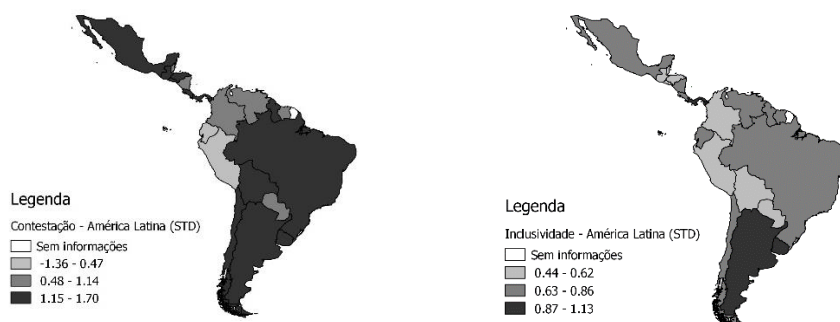 Legenda
Contestação - América Latina (STD)
Sem informações
-1.36 - 0.47
0.48 - 1.14
1.15 - 1.70
Legenda
Inclusividade - América Latina (STD)
Sem informações
0.44 - 0.62
0.63 - 0.86
0.87 - 1.13